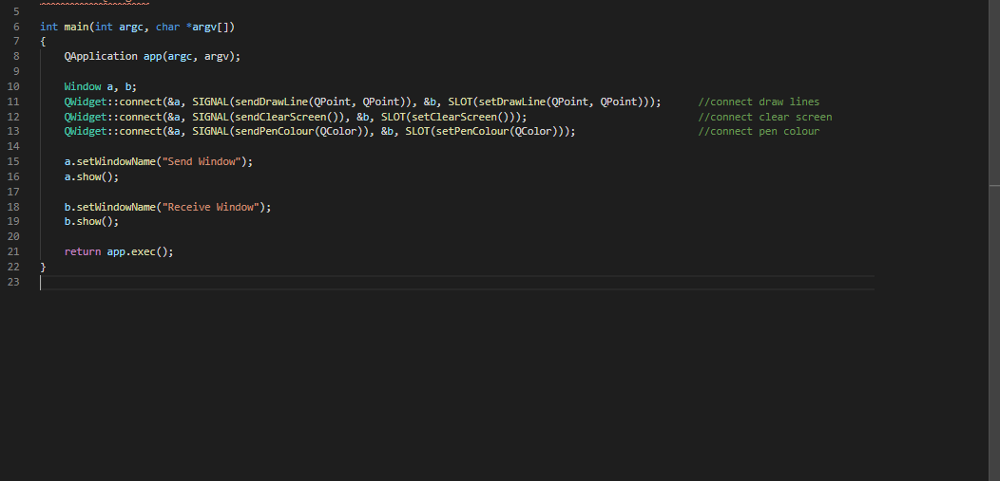 5
6 int main(int argc, char *argv[])
7 {
8 QApplication app(argc, argv);
9
10 Window a, b;
11 QWidget::connect(&a, SIGNAL(sendDrawLine(QPoint, QPoint)), &b, SLOT(setDrawLine(QPoint, QPoint))); //connect draw lines
12 QWidget::connect(&a, SIGNAL(sendClearScreen()), &b, SLOT(setClearScreen())); //connect clear screen
13 QWidget::connect(&a, SIGNAL(sendPenColour(QColor)), &b, SLOT(setPenColour(QColor))); //connect pen colour
14
15 a.setWindowName("Send Window");
16 a.show();
17
18 b.setWindowName("Receive Window");
19 b.show();
20
21 return app.exec();
22 }
23